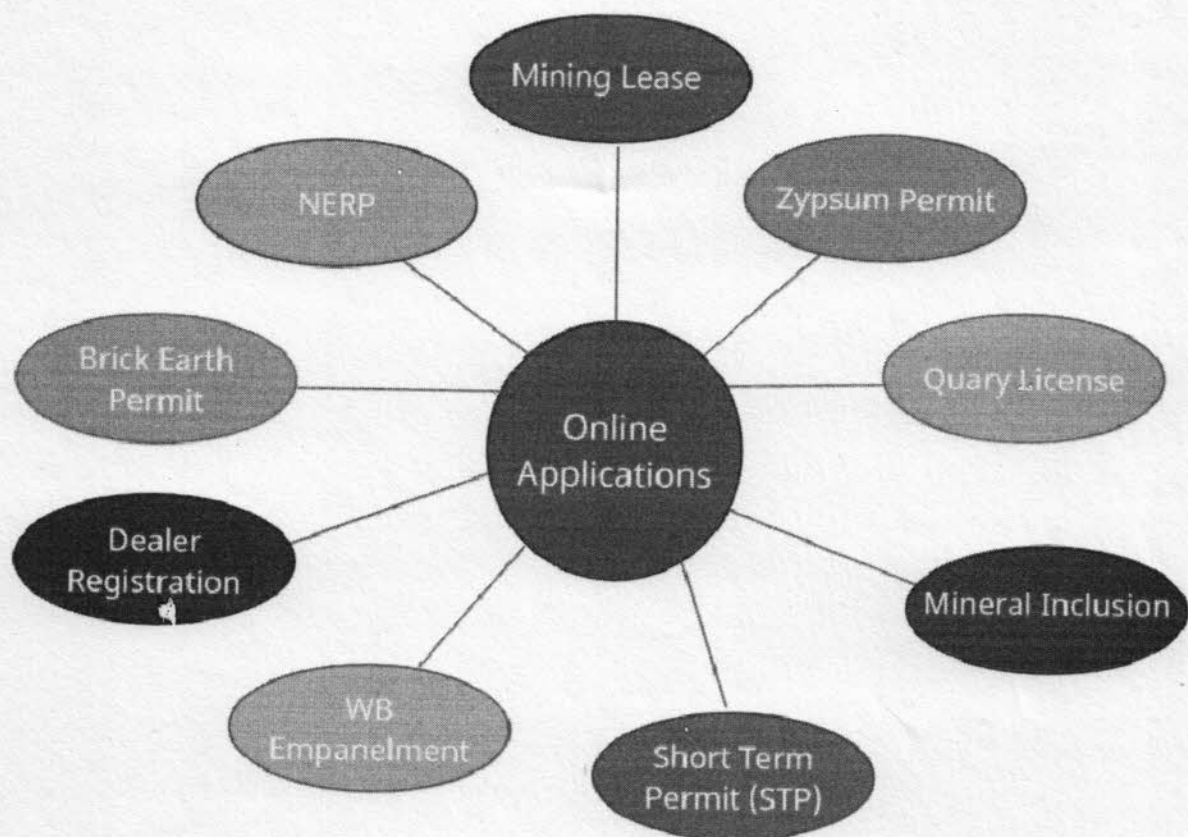 Mining Lease
NERP
Zypsum Permit
Brick Earth
Permit
Quary License
Online
Applications
Dealer
Registration
Mineral Inclusion
WB
Empanelment
Short Term
Permit (STP)